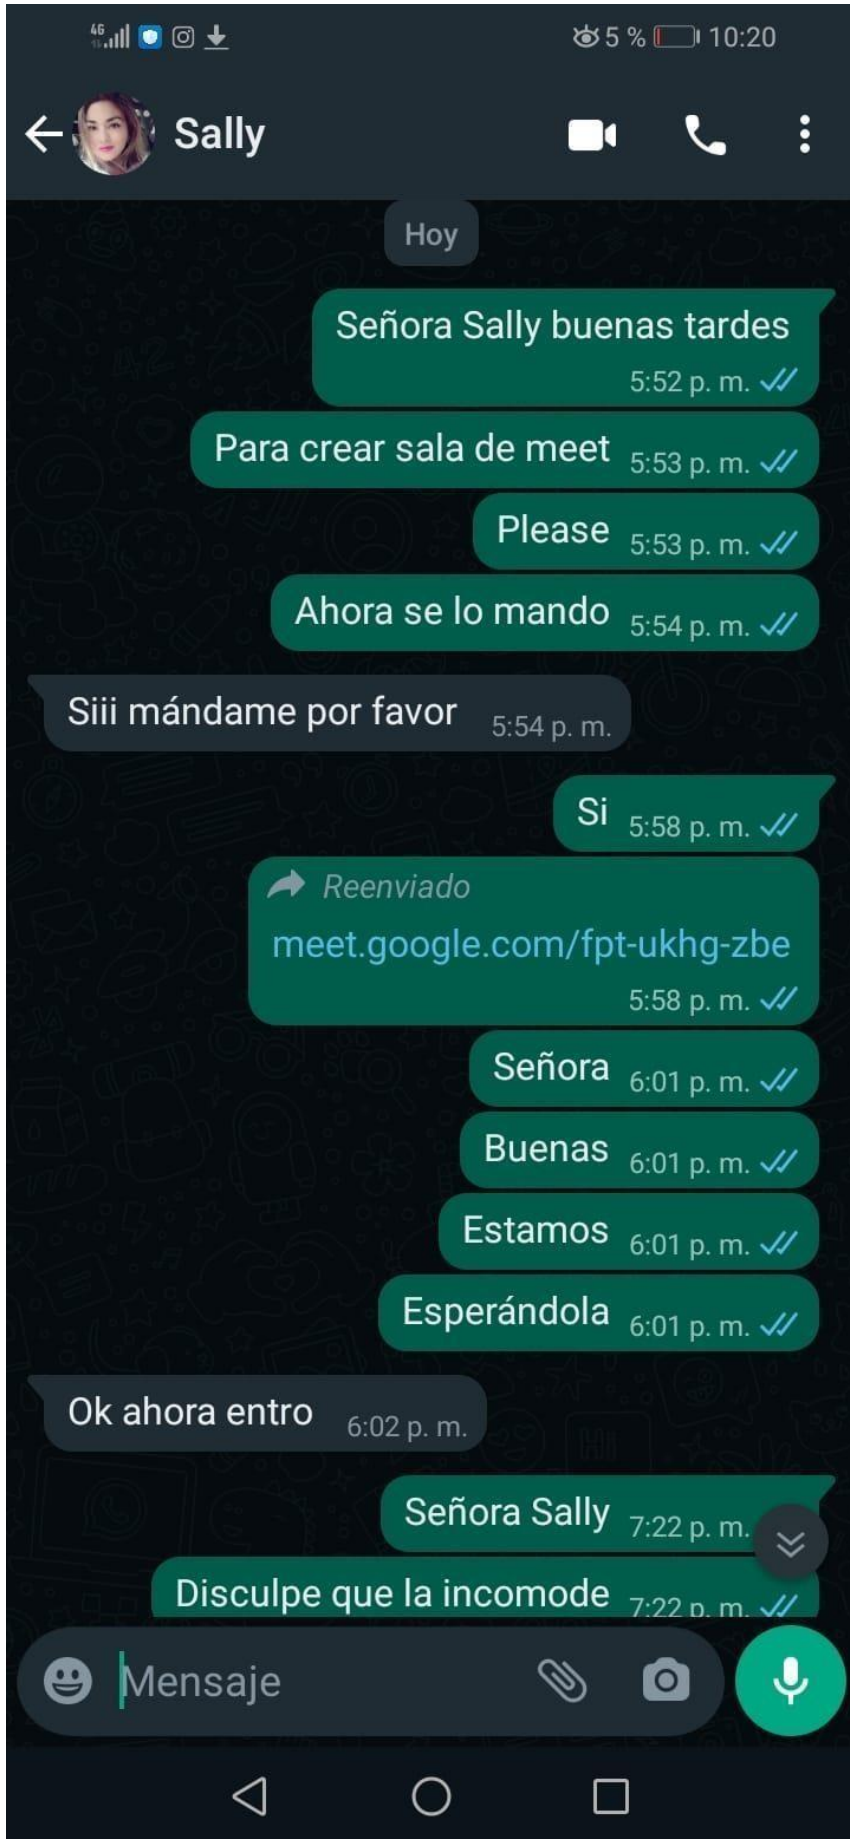 4G
5 % 10:20
Sally
Hoy
Señora Sally buenas tardes
5:52 p. m.
Para crear sala de meet 5:53 p. m.
Please 5:53 p. m.
Ahora se lo mando 5:54 p. m.
Siii mándame por favor 5:54 p. m.
Si 5:58 p. m.
Reenviado
meet.google.com/fpt-ukhg-zbe
5:58 p. m.
Señora 6:01 p. m.
Buenas 6:01 p. m.
Estamos 6:01 p. m.
Esperándola 6:01 p. m.
Ok ahora entro 6:02 p. m.
Señora Sally 7:22 p. m.
Disculpe que la incomode 7:22 p. m.
Mensaje